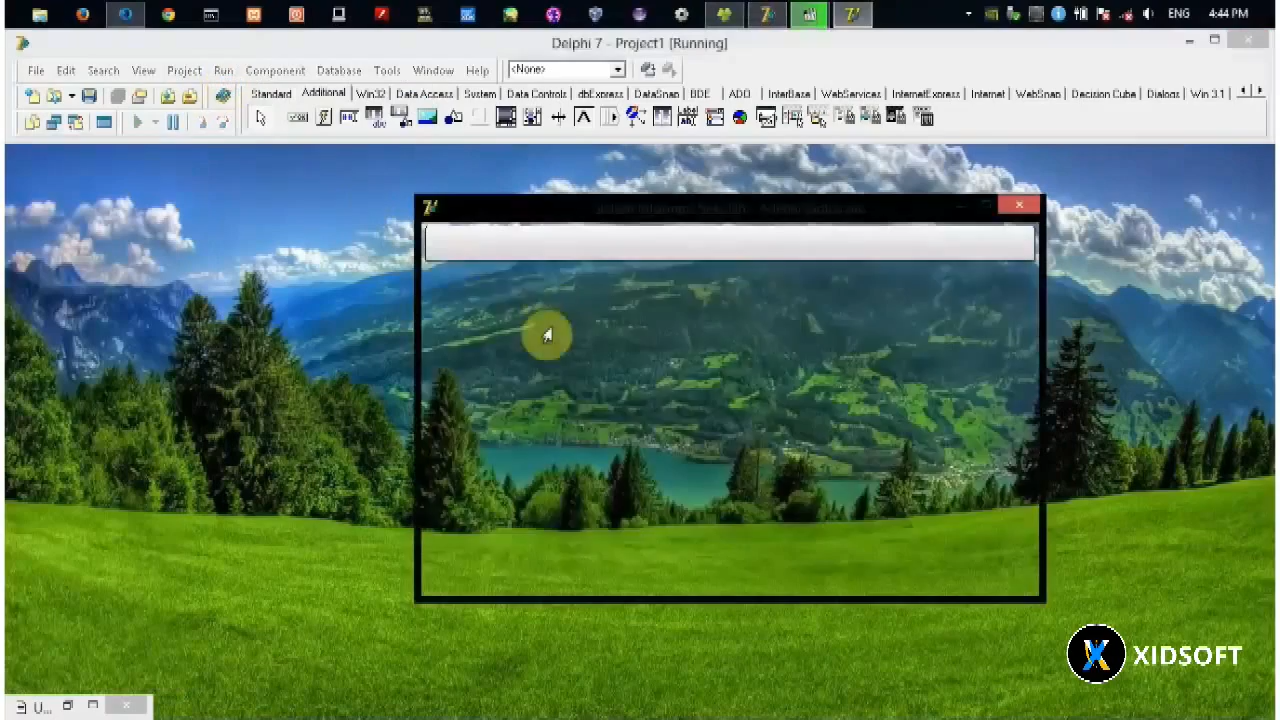 ENG 4:44 PM
Delphi 7 - Project1 [Running]
File Edit Search View Project Run Component Database Tools Window Help <None>
Standard Additional Win32 Data Access System Data Controls dbExpress DataSnap BDE ADO InterBase WebServices InternetExpress Internet WebSnap Decision Cube Dialogs Win 3.1
XIDSOFT
U...